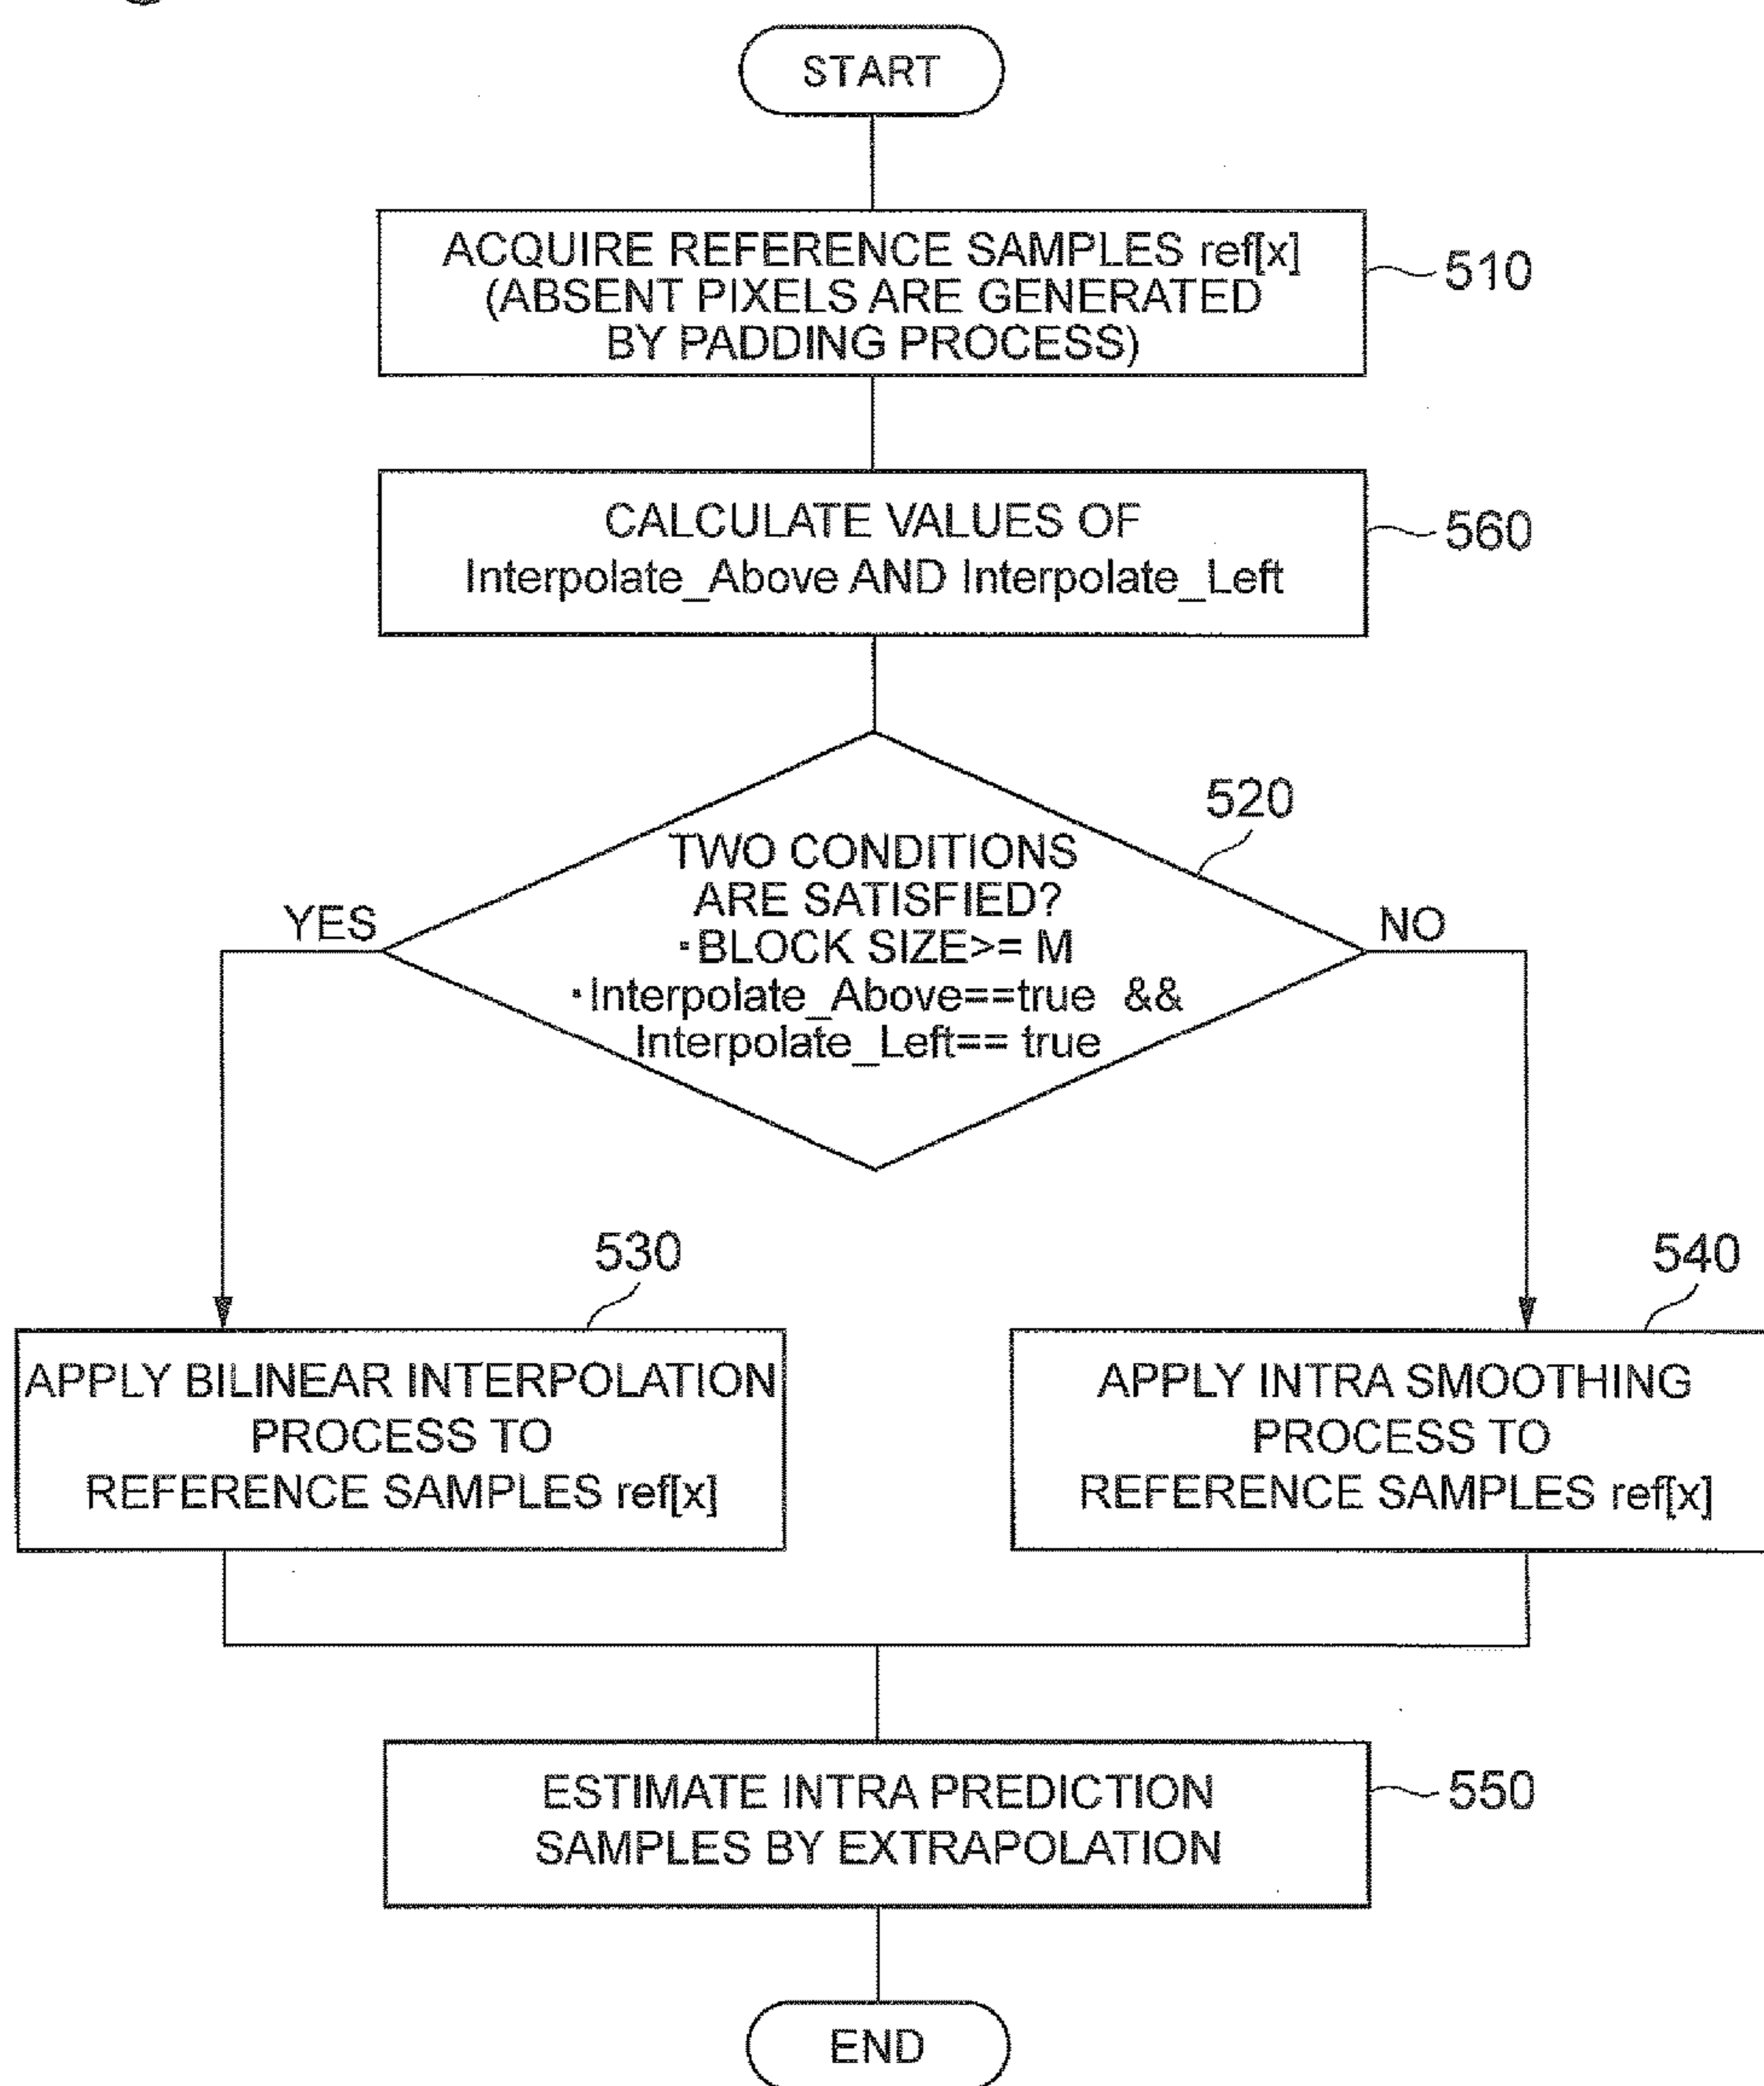 START
ACQUIRE REFERENCE SAMPLES ref[x]
(ABSENT PIXELS ARE GENERATED
BY PADDING PROCESS)
510
CALCULATE VALUES OF
Interpolate_Above AND Interpolate_Left
560
520
TWO CONDITIONS
ARE SATISFIED?
YES
NO
·BLOCK SIZE>= M
·Interpolate_Above==true &&
Interpolate_Left== true
530
540
APPLY BILINEAR INTERPOLATION
PROCESS TO
REFERENCE SAMPLES ref[x]
APPLY INTRA SMOOTHING
PROCESS TO
REFERENCE SAMPLES ref[x]
ESTIMATE INTRA PREDICTION
SAMPLES BY EXTRAPOLATION
550
END